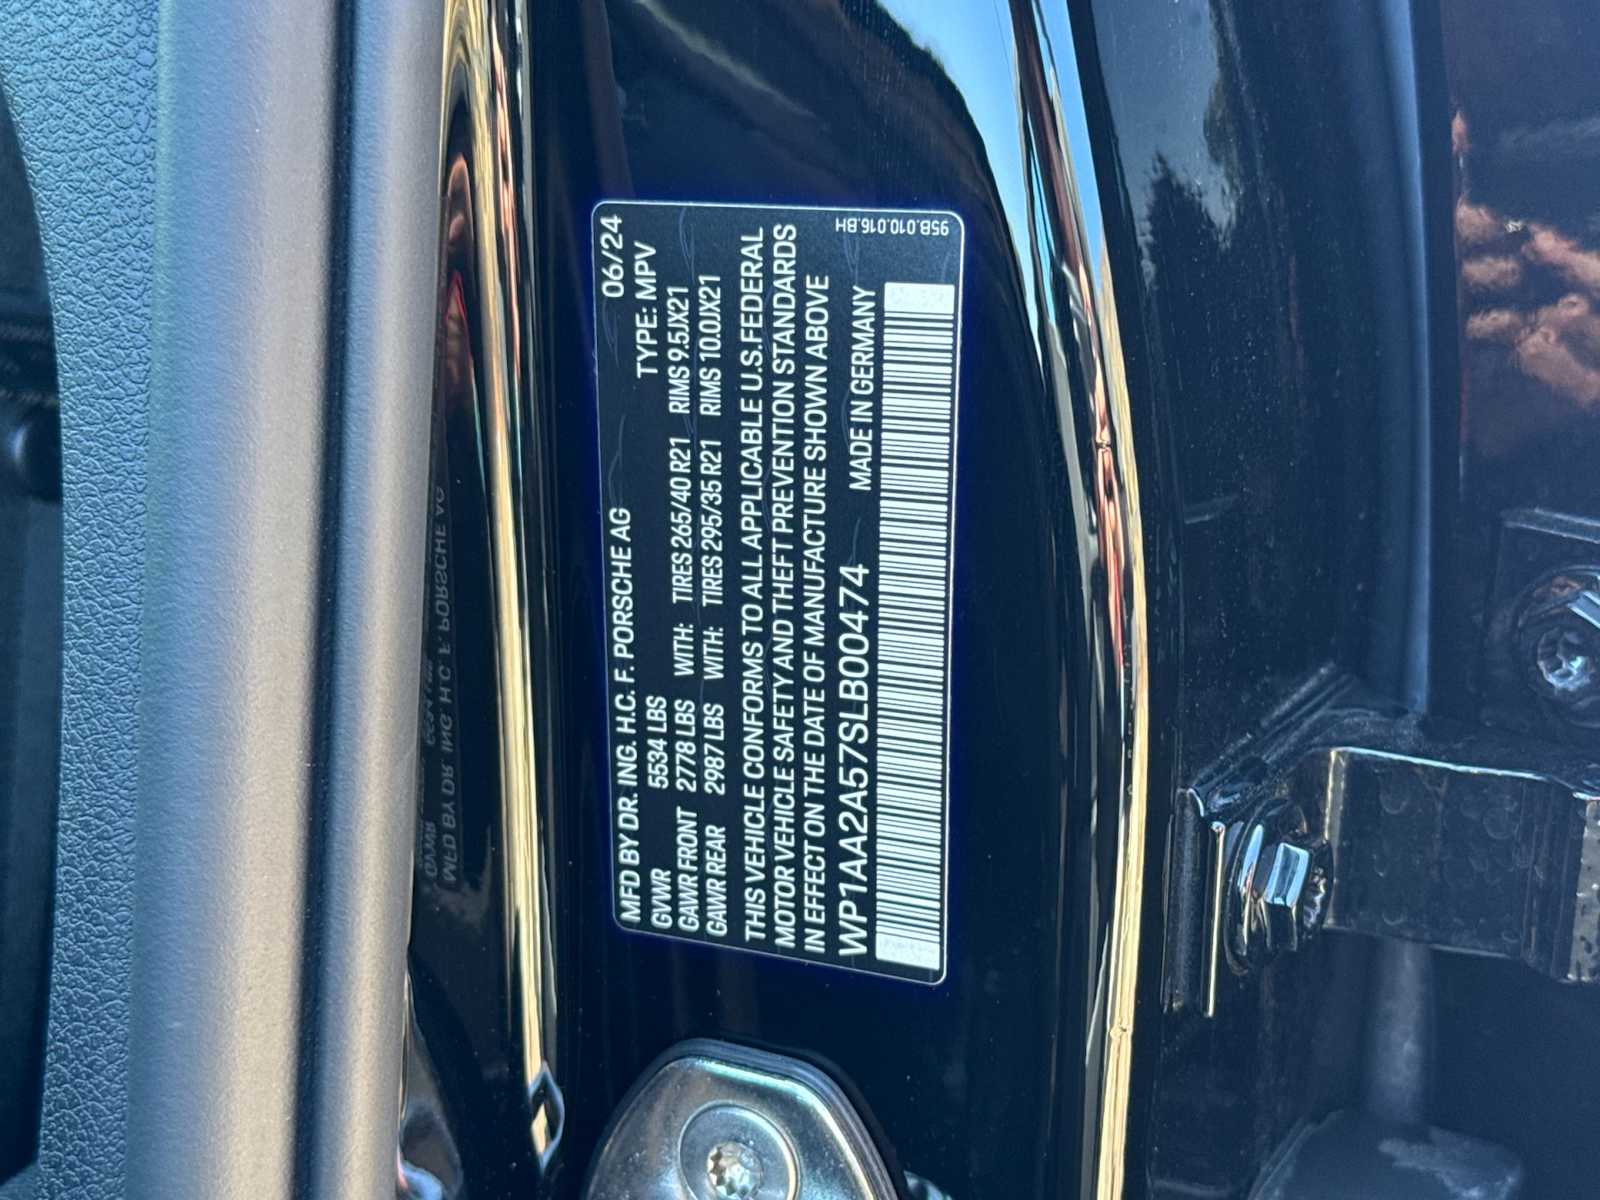 06/24
MFD BY DR. ING. H.C. F. PORSCHE AG TYPE: MPV
GVWR 5534 LBS
GAWR FRONT 2778 LBS WITH: TIRES 265/40 R21 RIMS 9.5JX21
GAWR REAR 2987 LBS WITH: TIRES 295/35 R21 RIMS 10.0JX21
THIS VEHICLE CONFORMS TO ALL APPLICABLE U.S. FEDERAL
MOTOR VEHICLE SAFETY AND THEFT PREVENTION STANDARDS
IN EFFECT ON THE DATE OF MANUFACTURE SHOWN ABOVE
WP1AA2A57SLB00474 MADE IN GERMANY
95B.010.016.BH